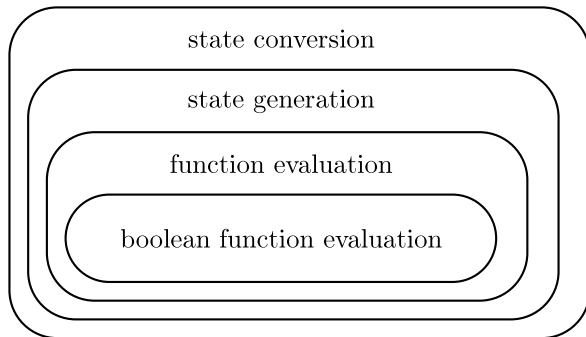 state conversion
state generation
function evaluation
boolean function evaluation